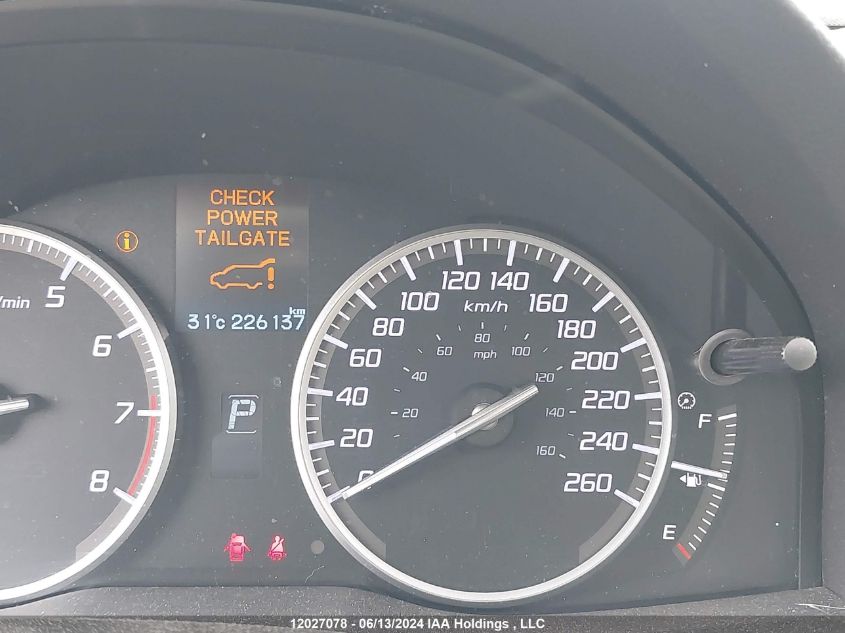 CHECK
POWER
TAILGATE
i
31°C 226137 km
P
/min
5
6
7
8
0
20
40
60
80
100
120
140
160
180
200
220
240
260
km/h
20
40
60
80
100
120
140
160
mph
F
E
12027078 - 06/13/2024 IAA Holdings , LLC